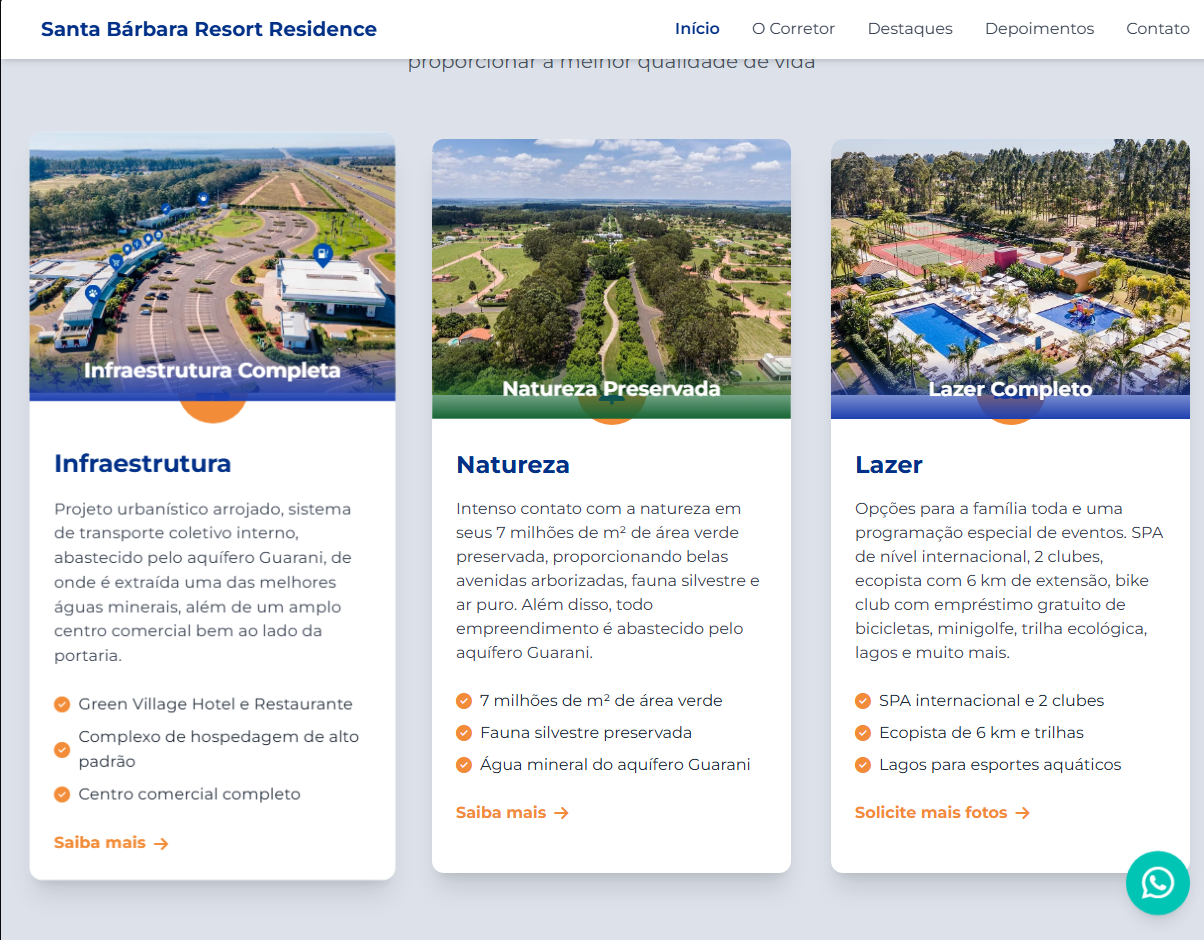 Santa Bárbara Resort Residence
Início
O Corretor
Destaques
Depoimentos
Contato
proporcionar a melhor qualidade de vida
Infraestrutura Completa
Infraestrutura
Projeto urbanístico arrojado, sistema
de transporte coletivo interno,
abastecido pelo aquífero Guarani, de
onde é extraída uma das melhores
águas minerais, além de um amplo
centro comercial bem ao lado da
portaria.
Green Village Hotel e Restaurante
Complexo de hospedagem de alto
padrão
Centro comercial completo
Saiba mais →
Natureza Preservada
Natureza
Intenso contato com a natureza em
seus 7 milhões de m² de área verde
preservada, proporcionando belas
avenidas arborizadas, fauna silvestre e
ar puro. Além disso, todo
empreendimento é abastecido pelo
aquífero Guarani.
7 milhões de m² de área verde
Fauna silvestre preservada
Água mineral do aquífero Guarani
Saiba mais →
Lazer Completo
Lazer
Opções para a família toda e uma
programação especial de eventos. SPA
de nível internacional, 2 clubes,
ecopista com 6 km de extensão, bike
club com empréstimo gratuito de
bicicletas, minigolfe, trilha ecológica,
lagos e muito mais.
SPA internacional e 2 clubes
Ecopista de 6 km e trilhas
Lagos para esportes aquáticos
Solicite mais fotos →